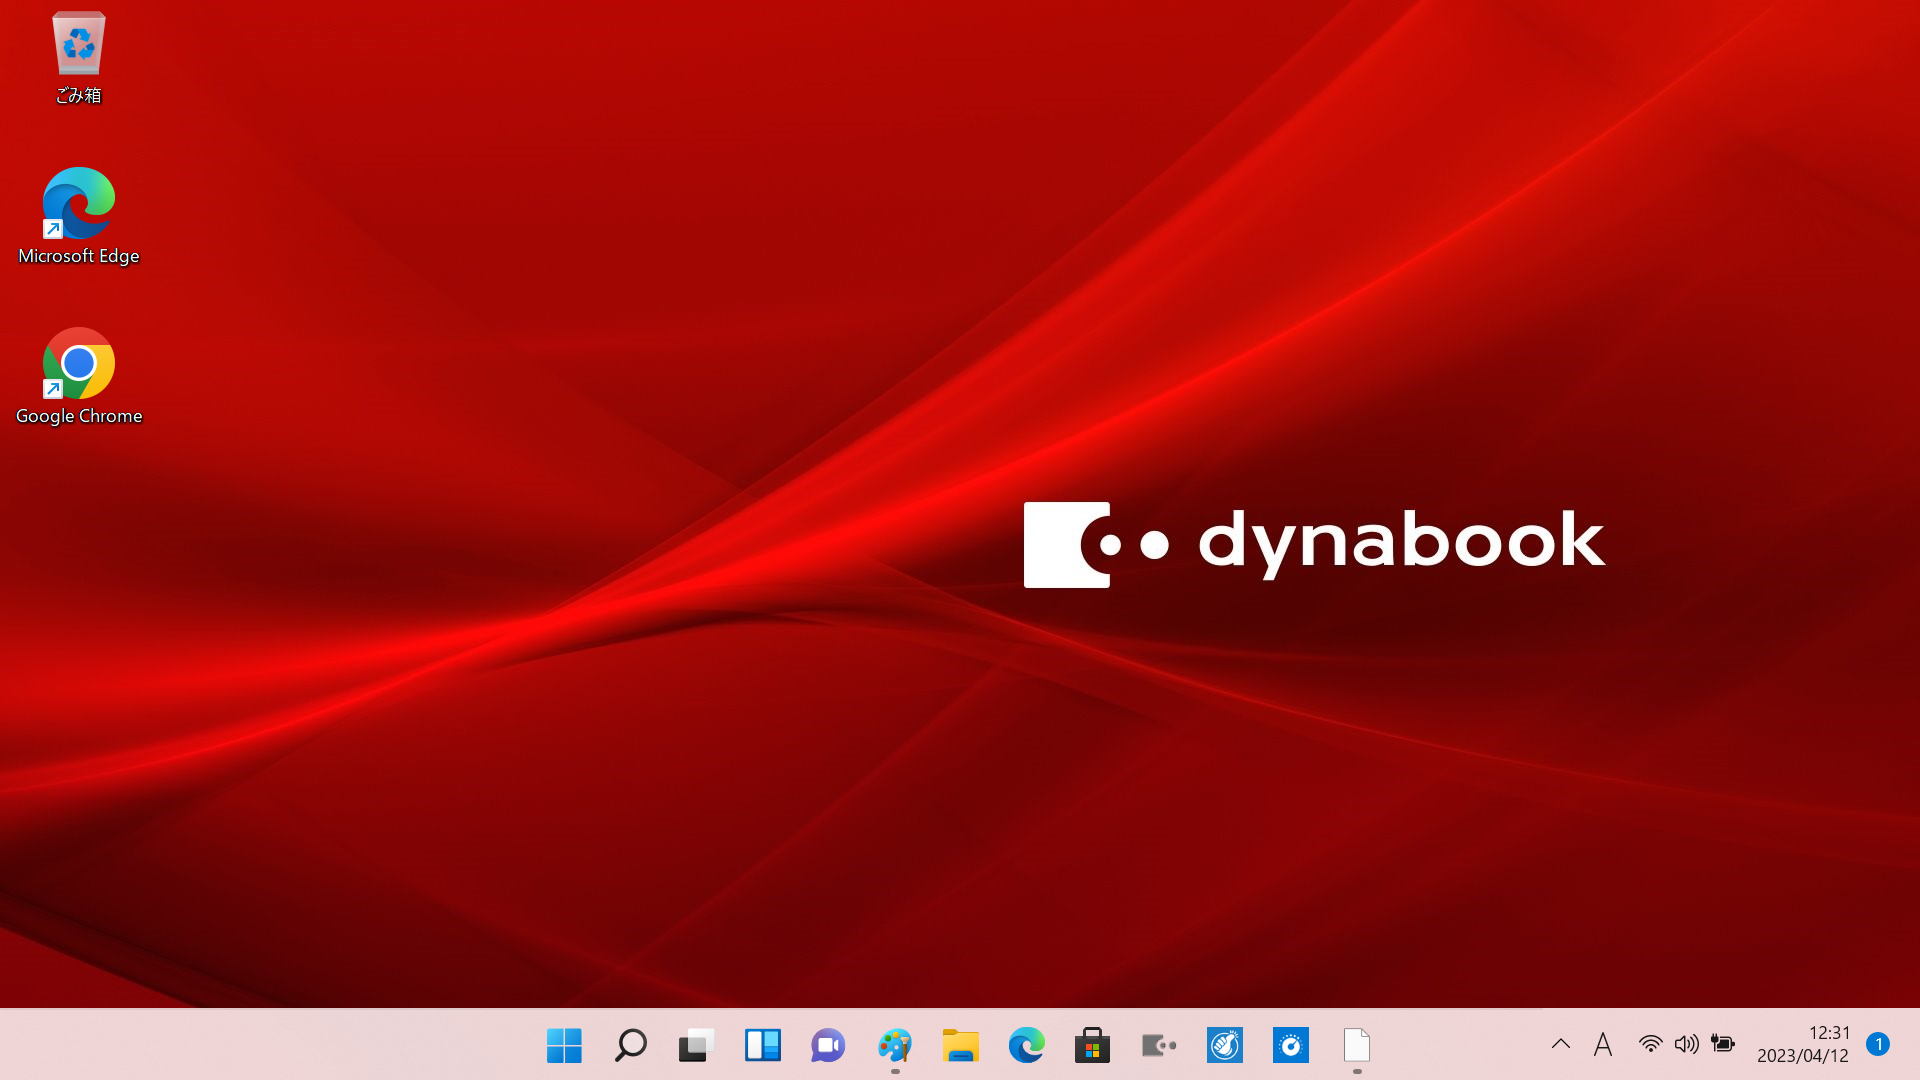 ごみ箱
Microsoft Edge
Google Chrome
dynabook
A
12:31
2023/04/12
1